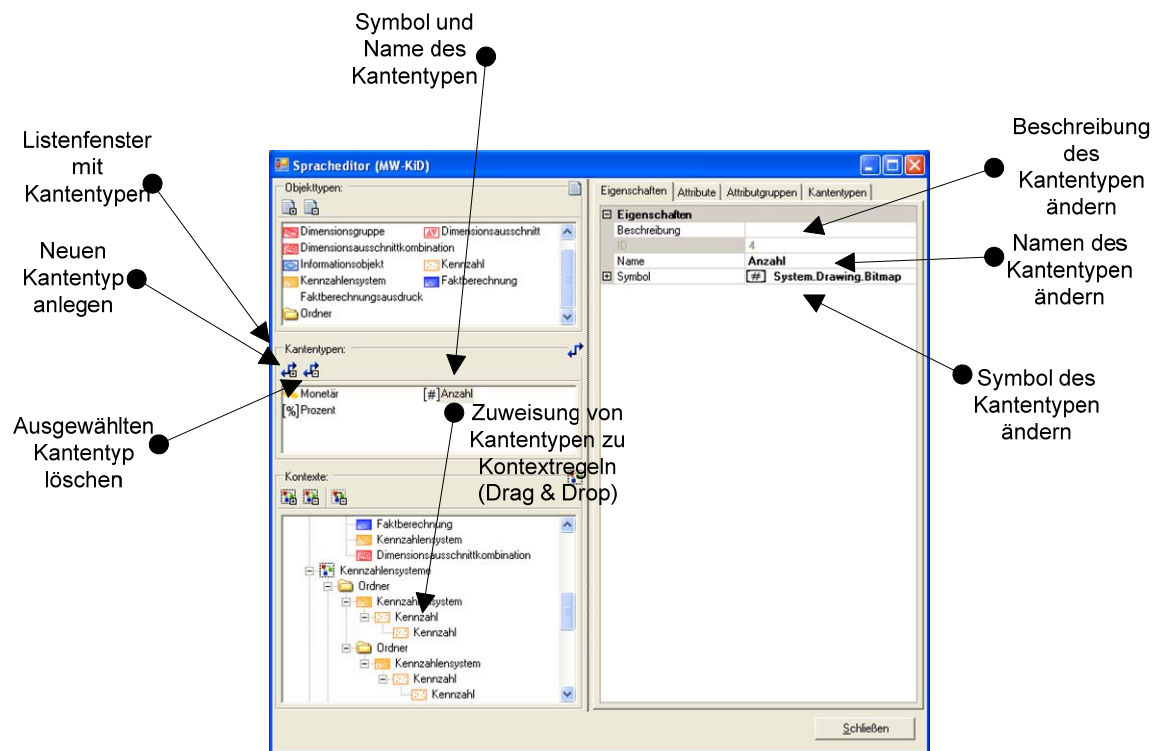 Symbol und
Name des
Kantentypen
Listenfenster
mit
Kantentypen
Neuen
Kantentyp
anlegen
Ausgewählten
Kantentyp
löschen
Spracheditor (MW-KiD)
Objekttypen:
Dimensionsgruppe
Dimensionsausschnitt
Dimensionsausschnittkombination
Informationsobjekt
Kennzahl
Kennzahlensystem
Faktberechnung
Faktberechnungsausdruck
Ordner
Kantentypen:
Monetär
[#]Anzahl
[%]Prozent
Zuweisung von
Kantentypen zu
Kontextregeln
(Drag & Drop)
Kontexte:
Faktberechnung
Kennzahlensystem
Dimensionsausschnittkombination
Kennzahlensysteme
Ordner
Kennzahlensystem
Kennzahl
Kennzahl
Ordner
Kennzahlensystem
Kennzahl
Kennzahl
Eigenschaften Attribute Attributgruppen Kantentypen
Eigenschaften
Beschreibung
ID 4
Name Anzahl
Symbol [#] System.Drawing.Bitmap
Schließen
Beschreibung
des
Kantentypen
ändern
Namen des
Kantentypen
ändern
Symbol des
Kantentypen
ändern